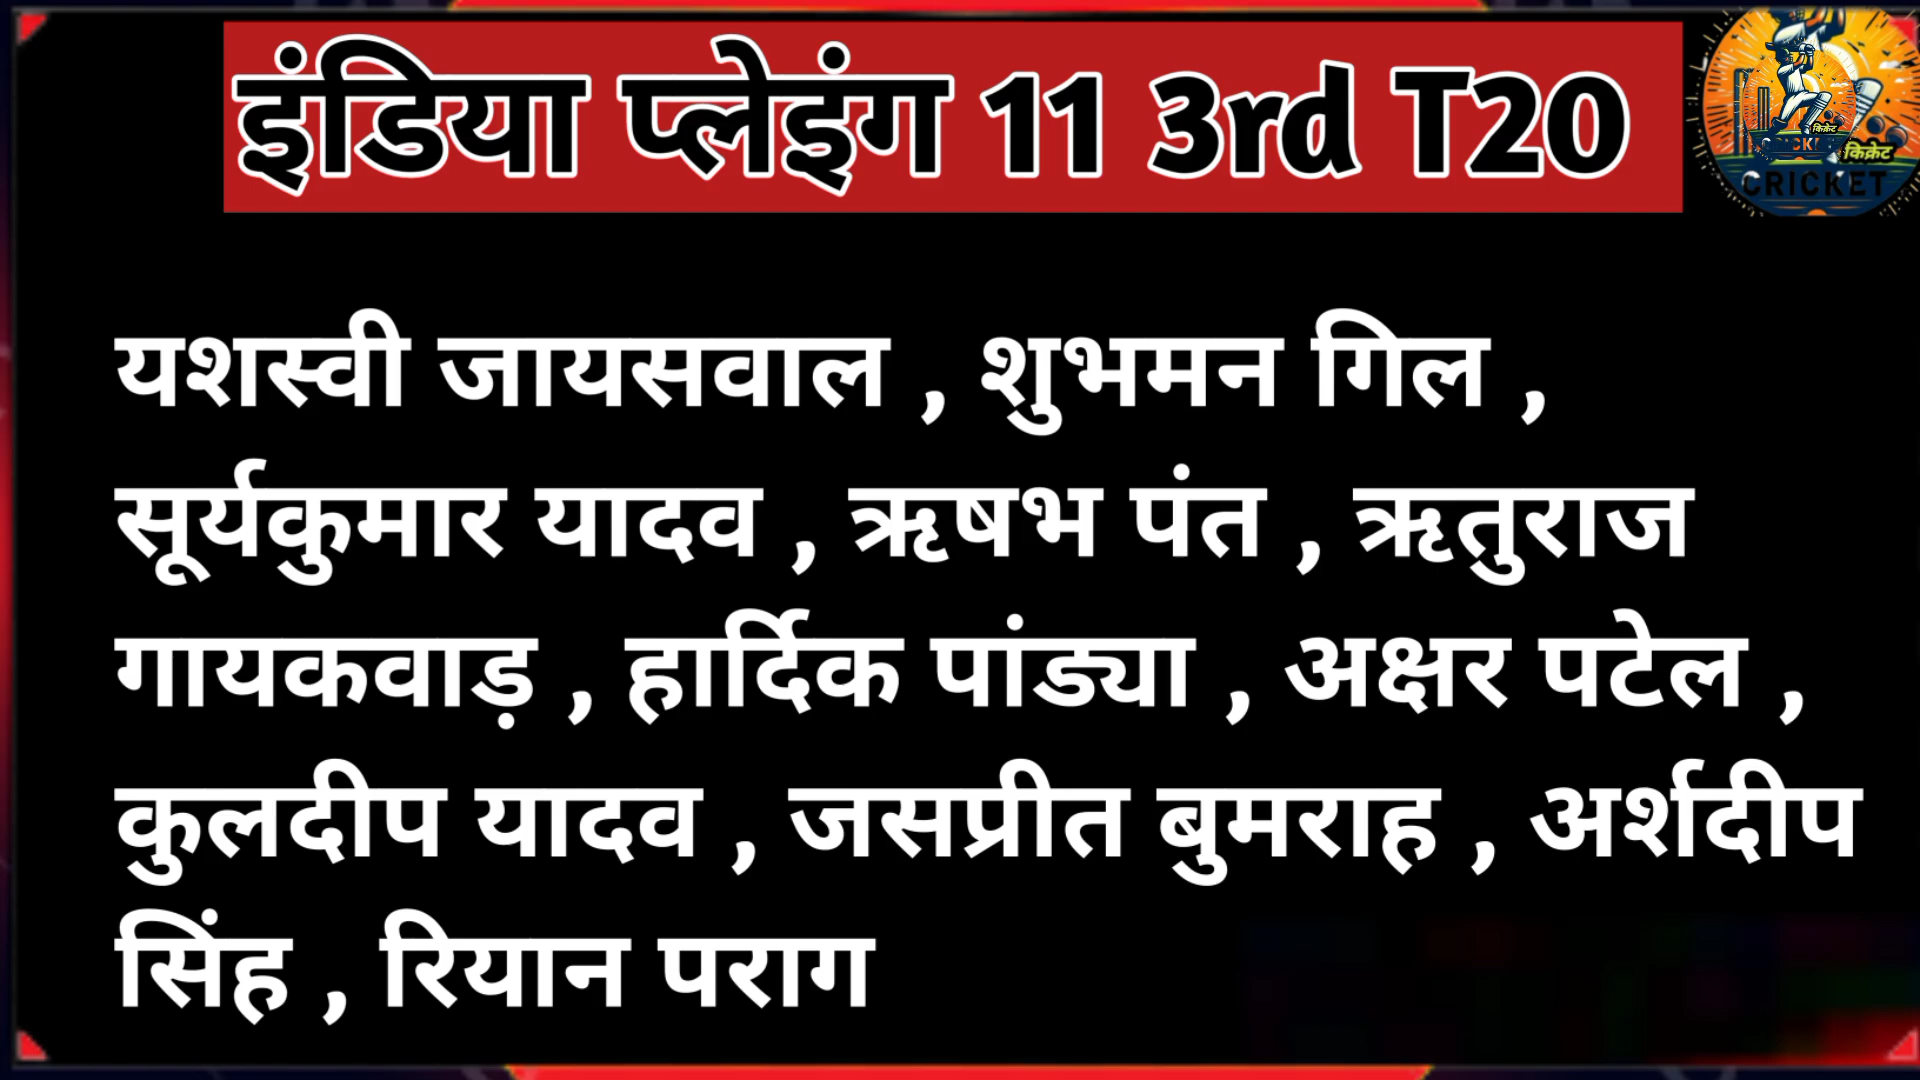 इंडिया प्लेइंग 11 3rd T20
किक्रेट
CRICKET
यशस्वी जायसवाल , शुभमन गिल ,
सूर्यकुमार यादव , ऋषभ पंत , ऋतुराज
गायकवाड़ , हार्दिक पांड्या , अक्षर पटेल ,
कुलदीप यादव , जसप्रीत बुमराह , अर्शदीप
सिंह , रियान पराग